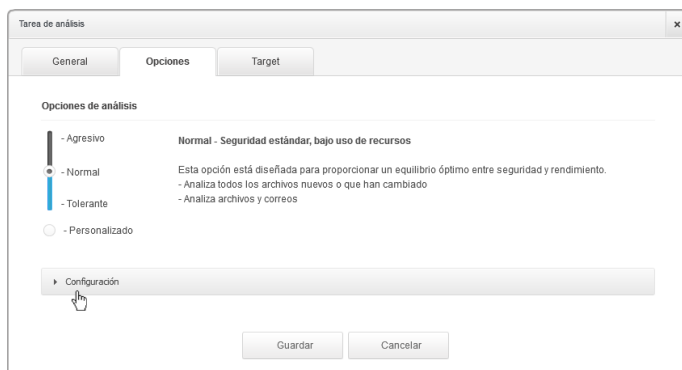 Tarea de análisis
x
General Opciones Target
Opciones de análisis
- Agresivo
- Normal
- Tolerante
- Personalizado
Normal - Seguridad estándar, bajo uso de recursos
Esta opción está diseñada para proporcionar un equilibrio óptimo entre seguridad y rendimiento.
- Analiza todos los archivos nuevos o que han cambiado
- Analiza archivos y correos
Configuración
Guardar Cancelar